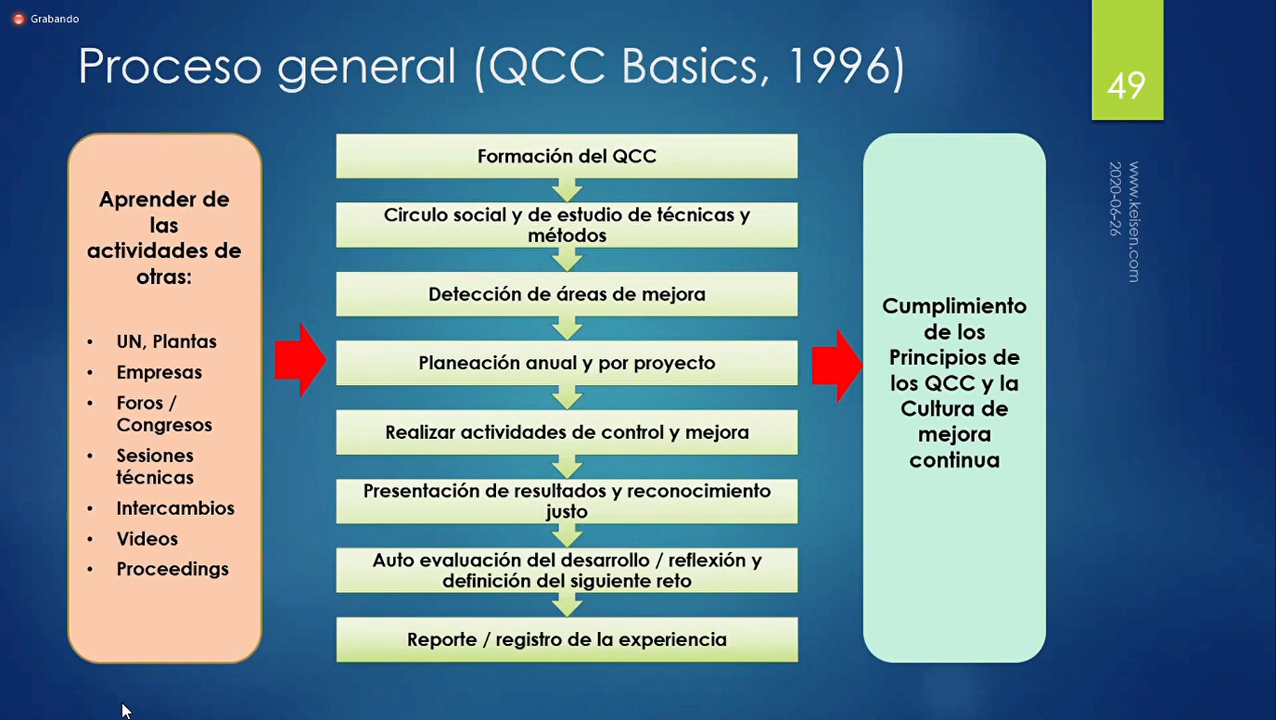 Grabando
Proceso general (QCC Basics, 1996)
49
www.keisen.com
2020-06-26
Aprender de
las
actividades de
otras:
• UN, Plantas
• Empresas
• Foros /
Congresos
• Sesiones
técnicas
• Intercambios
• Videos
• Proceedings
Formación del QCC
Circulo social y de estudio de técnicas y
métodos
Detección de áreas de mejora
Planeación anual y por proyecto
Realizar actividades de control y mejora
Presentación de resultados y reconocimiento
justo
Auto evaluación del desarrollo / reflexión y
definición del siguiente reto
Reporte / registro de la experiencia
Cumplimiento
de los
Principios de
los QCC y la
Cultura de
mejora
continua